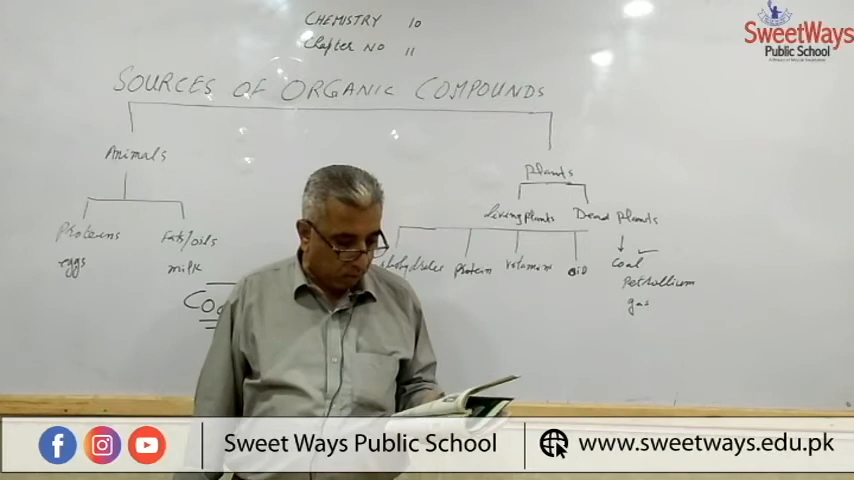 CHEMISTRY 10
Chapter NO 11
SweetWays
Public School
SOURCES OF ORGANIC COMPOUNDS
Animals
plants
Living plants Dead plants
Proteins
eggs
Fats/oils
milk
protein
vitamins
oil
Coal
Petrollium
gas
Sweet Ways Public School
www.sweetways.edu.pk